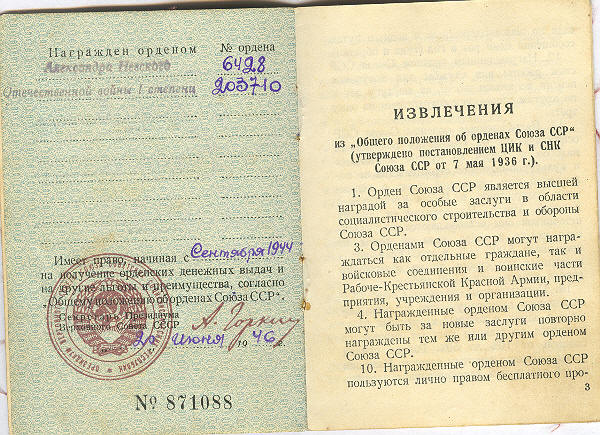 Награжден орденом № ордена
Александра Невского 6428
Отечественной войны I степени 203710
Имеет право, начиная с Сентября 1944
на получение орденских денежных выдач и
на другие льготы и преимущества, согласно
„Общему положению об орденах Союза ССР“.
Секретарь Президиума
Верховного Совета СССР А. Горкин
20 Июня 1946 г.
№ 871088
ИЗВЛЕЧЕНИЯ
из „Общего положения об орденах Союза ССР“
(утверждено постановлением ЦИК и СНК
Союза ССР от 7 мая 1936 г.).
1. Орден Союза ССР является высшей
наградой за особые заслуги в области
социалистического строительства и обороны
Союза ССР.
3. Орденами Союза ССР могут награ-
ждаться как отдельные граждане, так и
войсковые соединения и воинские части
Рабоче-Крестьянской Красной Армии, пред-
приятия, учреждения и организации.
4. Награжденные орденом Союза ССР
могут быть за новые заслуги повторно
награждены тем же или другим орденом
Союза ССР.
10. Награжденные орденом Союза ССР
пользуются лично правом бесплатного про-
3